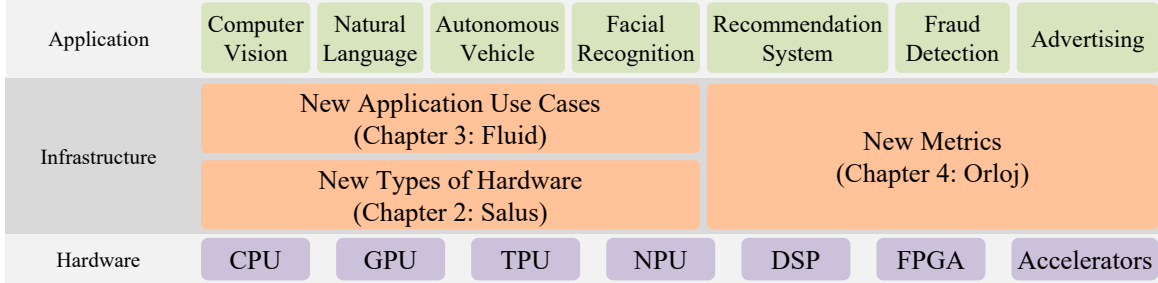 Application
Computer
Vision
Natural
Language
Autonomous
Vehicle
Facial
Recognition
Recommendation
System
Fraud
Detection
Advertising
Infrastructure
New Application Use Cases
(Chapter 3: Fluid)
New Types of Hardware
(Chapter 2: Salus)
New Metrics
(Chapter 4: Orloj)
Hardware
CPU
GPU
TPU
NPU
DSP
FPGA
Accelerators